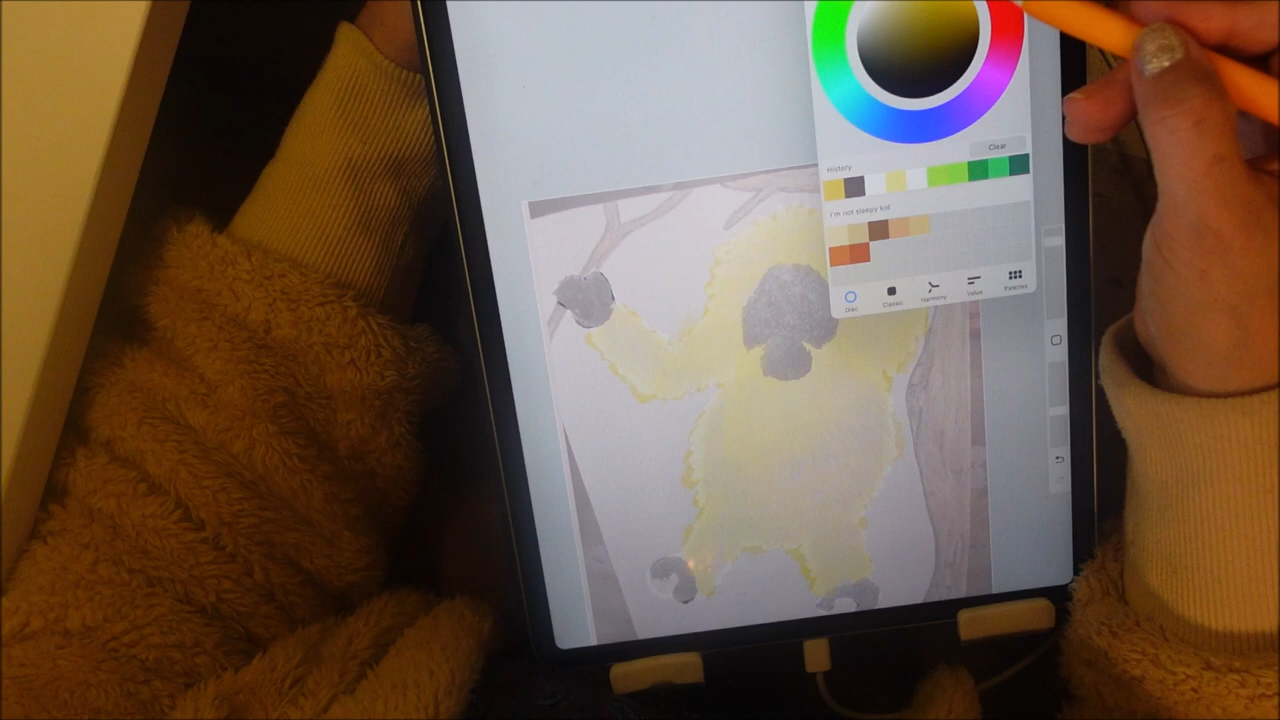 Clear
History
I'm not sleepy kid
Disc
Classic
Harmony
Value
Palettes